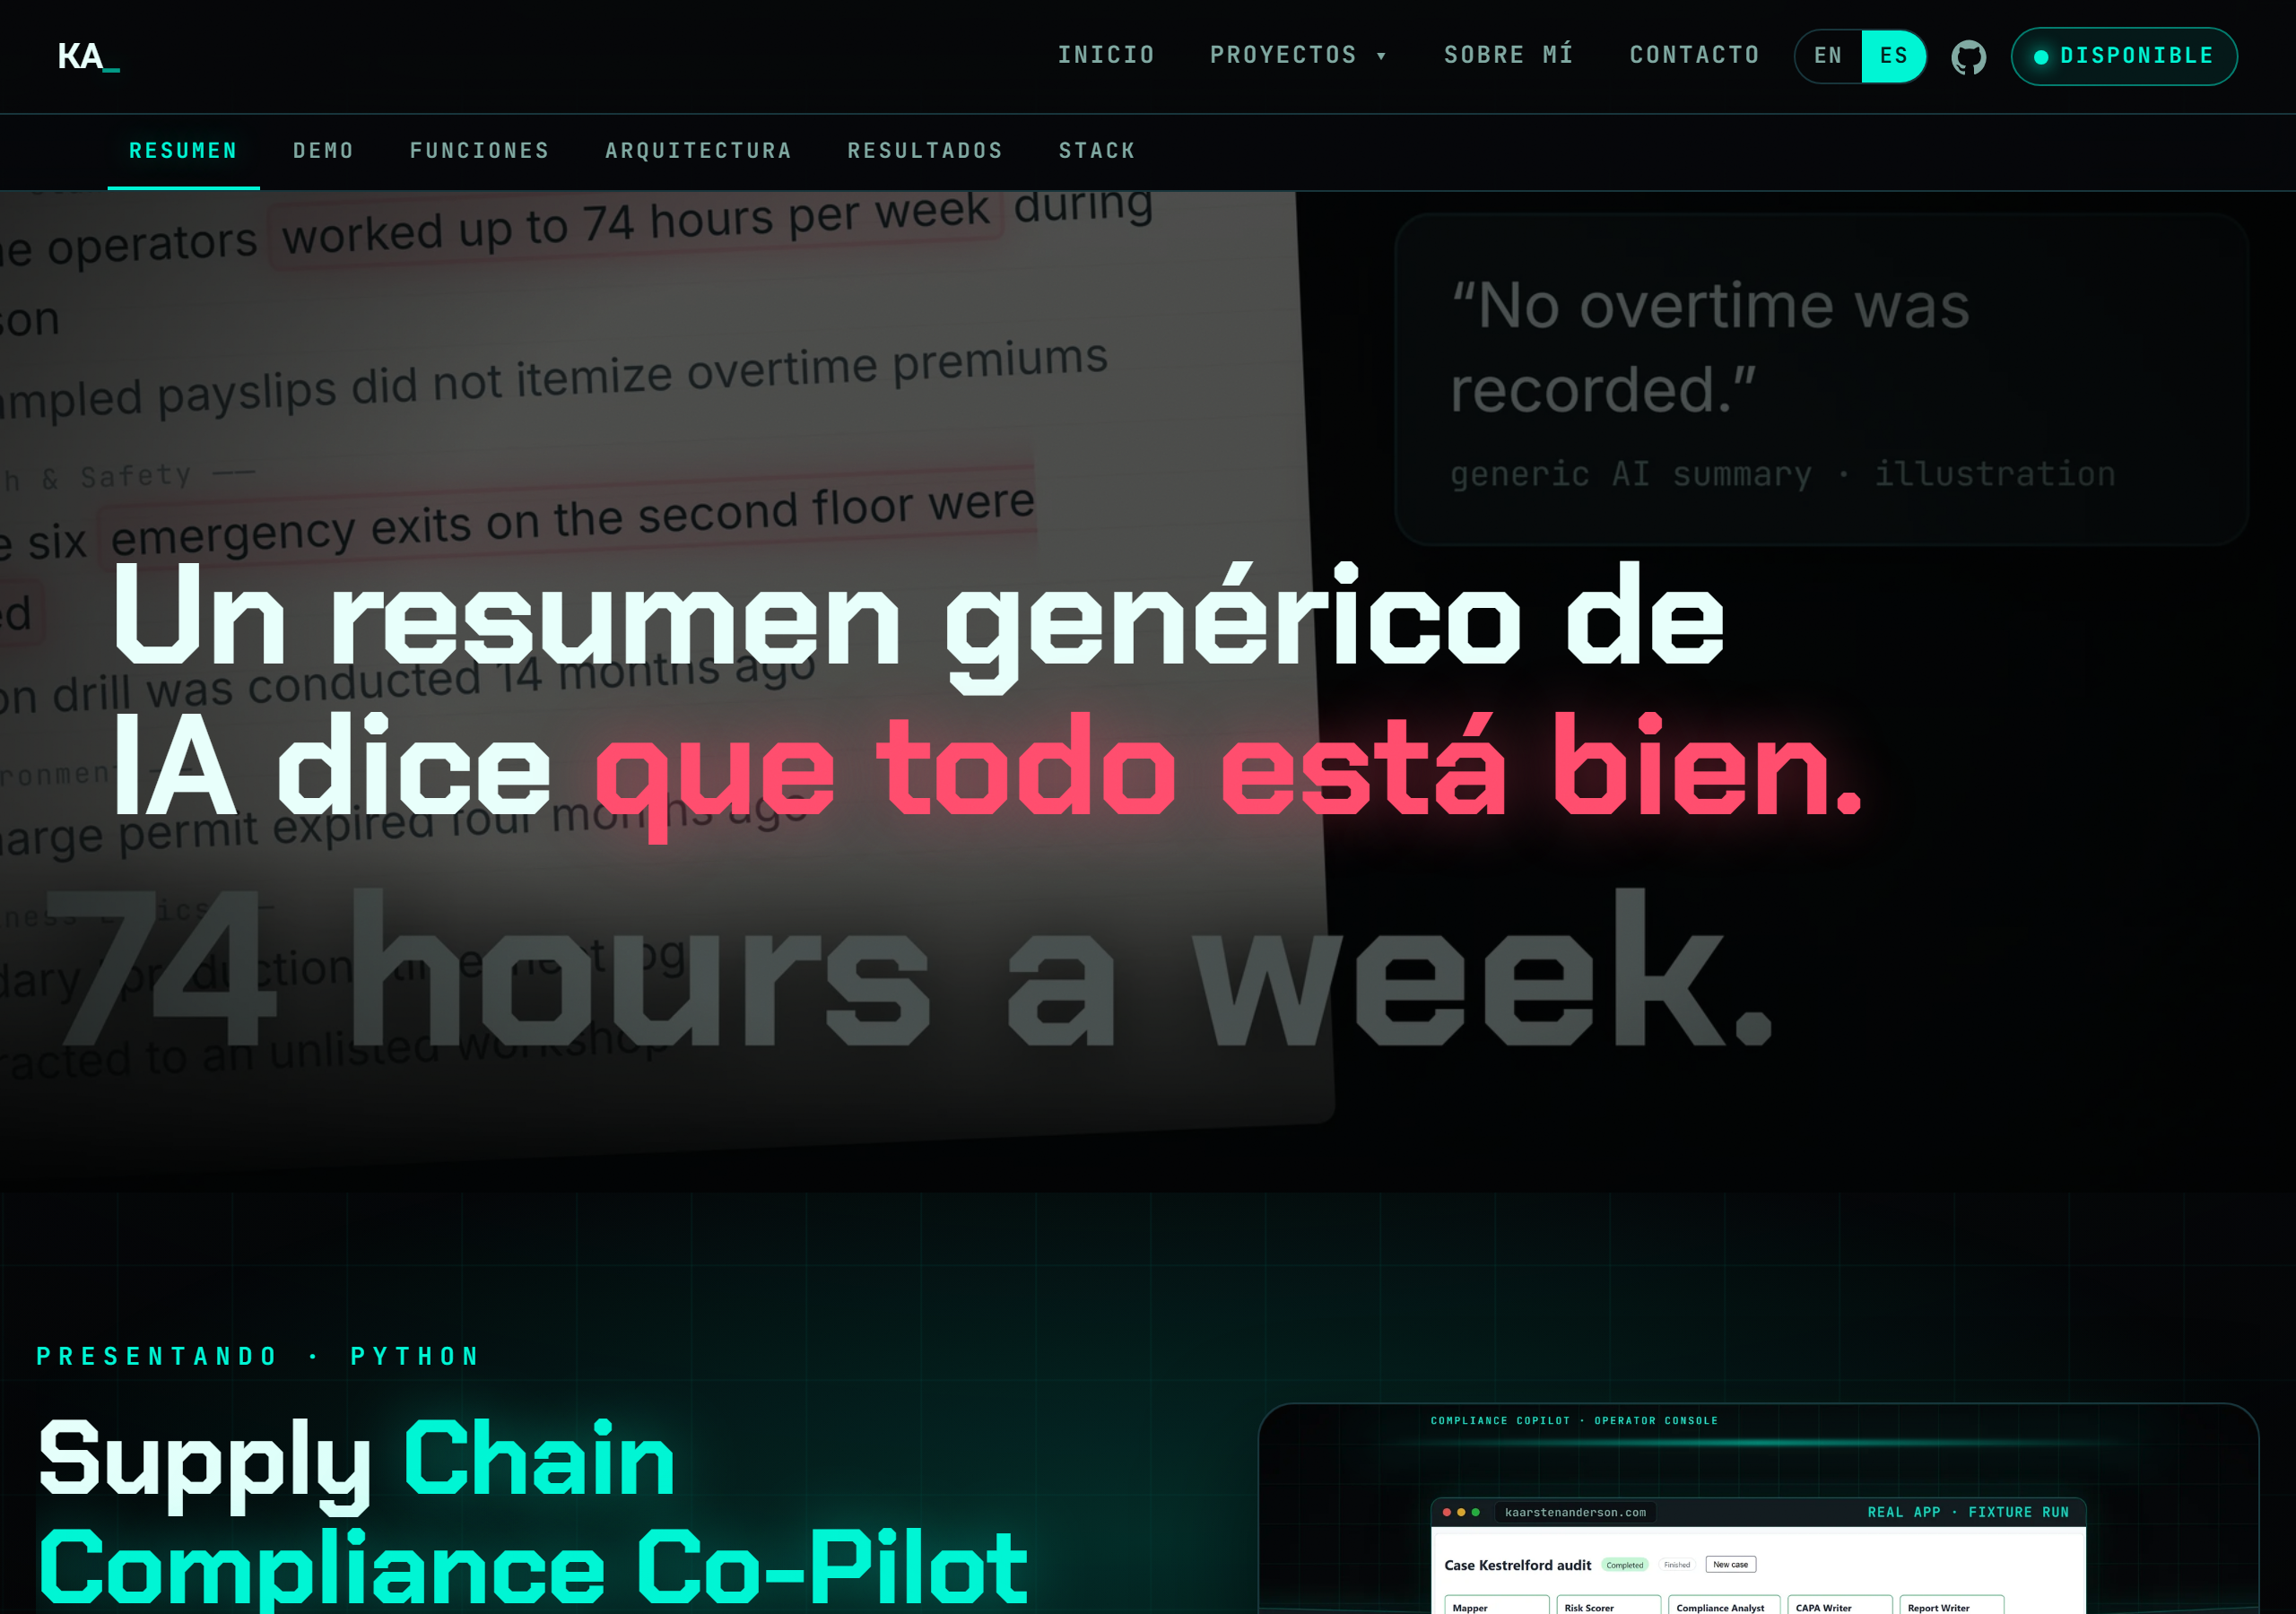 KA_
INICIO PROYECTOS ▾ SOBRE MÍ CONTACTO EN ES DISPONIBLE
RESUMEN DEMO FUNCIONES ARQUITECTURA RESULTADOS STACK
operators worked up to 74 hours per week during
payslips did not itemize overtime premiums
& Safety ——
six emergency exits on the second floor were
drill was conducted 14 months ago
permit expired four months ago
to an unlisted workshop
“No overtime was
recorded.”
generic AI summary · illustration
Un resumen genérico de
IA dice que todo está bien.
74 hours a week.
PRESENTANDO · PYTHON
Supply Chain
Compliance Co-Pilot
COMPLIANCE COPILOT · OPERATOR CONSOLE
kaarstenanderson.com REAL APP · FIXTURE RUN
Case Kestrelford audit Completed Finished New case
Mapper Risk Scorer Compliance Analyst CAPA Writer Report Writer